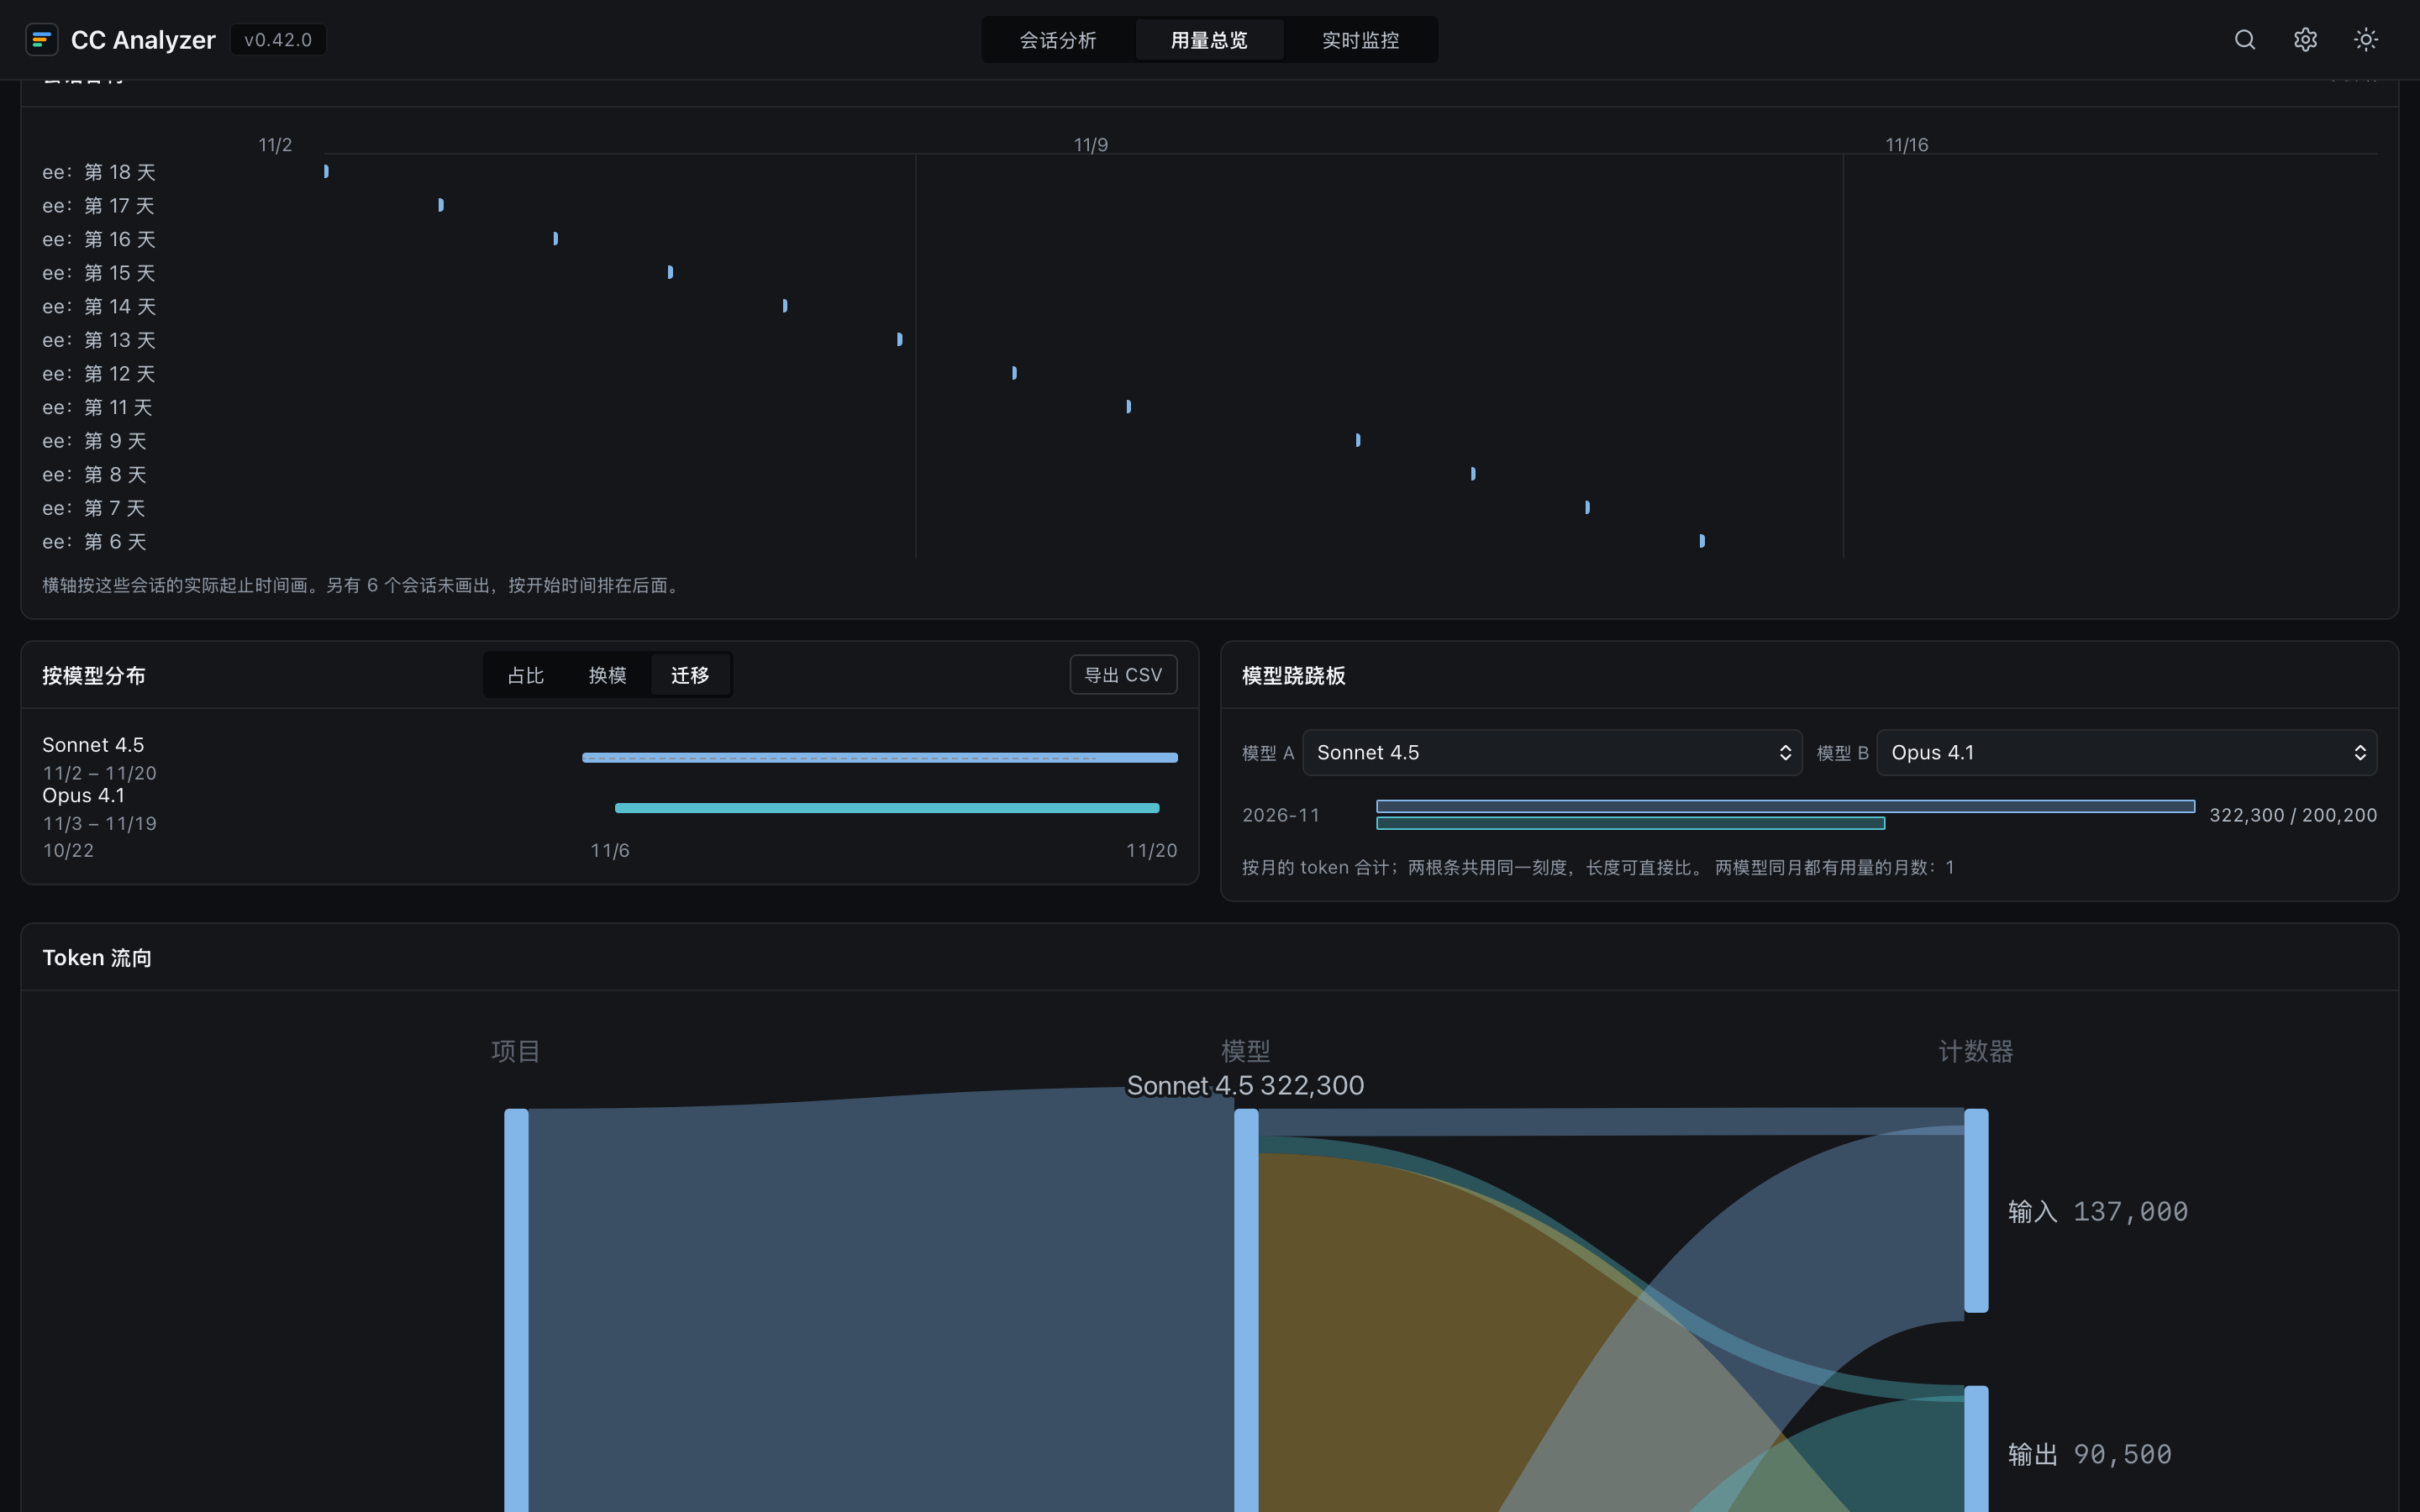 CC Analyzer v0.42.0 会话分析 用量总览 实时监控
11/2 11/9 11/16
ee: 第 18 天
ee: 第 17 天
ee: 第 16 天
ee: 第 15 天
ee: 第 14 天
ee: 第 13 天
ee: 第 12 天
ee: 第 11 天
ee: 第 9 天
ee: 第 8 天
ee: 第 7 天
ee: 第 6 天
横轴按这些会话的实际起止时间画。另有 6 个会话未画出，按开始时间排在后面。
按模型分布 占比 换模 迁移 导出 CSV
Sonnet 4.5
11/2 – 11/20
Opus 4.1
11/3 – 11/19
10/22 11/6 11/20
模型跷跷板
模型 A Sonnet 4.5 模型 B Opus 4.1
2026-11 322,300 / 200,200
按月的 token 合计；两根条共用同一刻度，长度可直接比。 两模型同月都有用量的月数：1
Token 流向
项目 模型 计数器
Sonnet 4.5 322,300
输入 137,000
输出 90,500